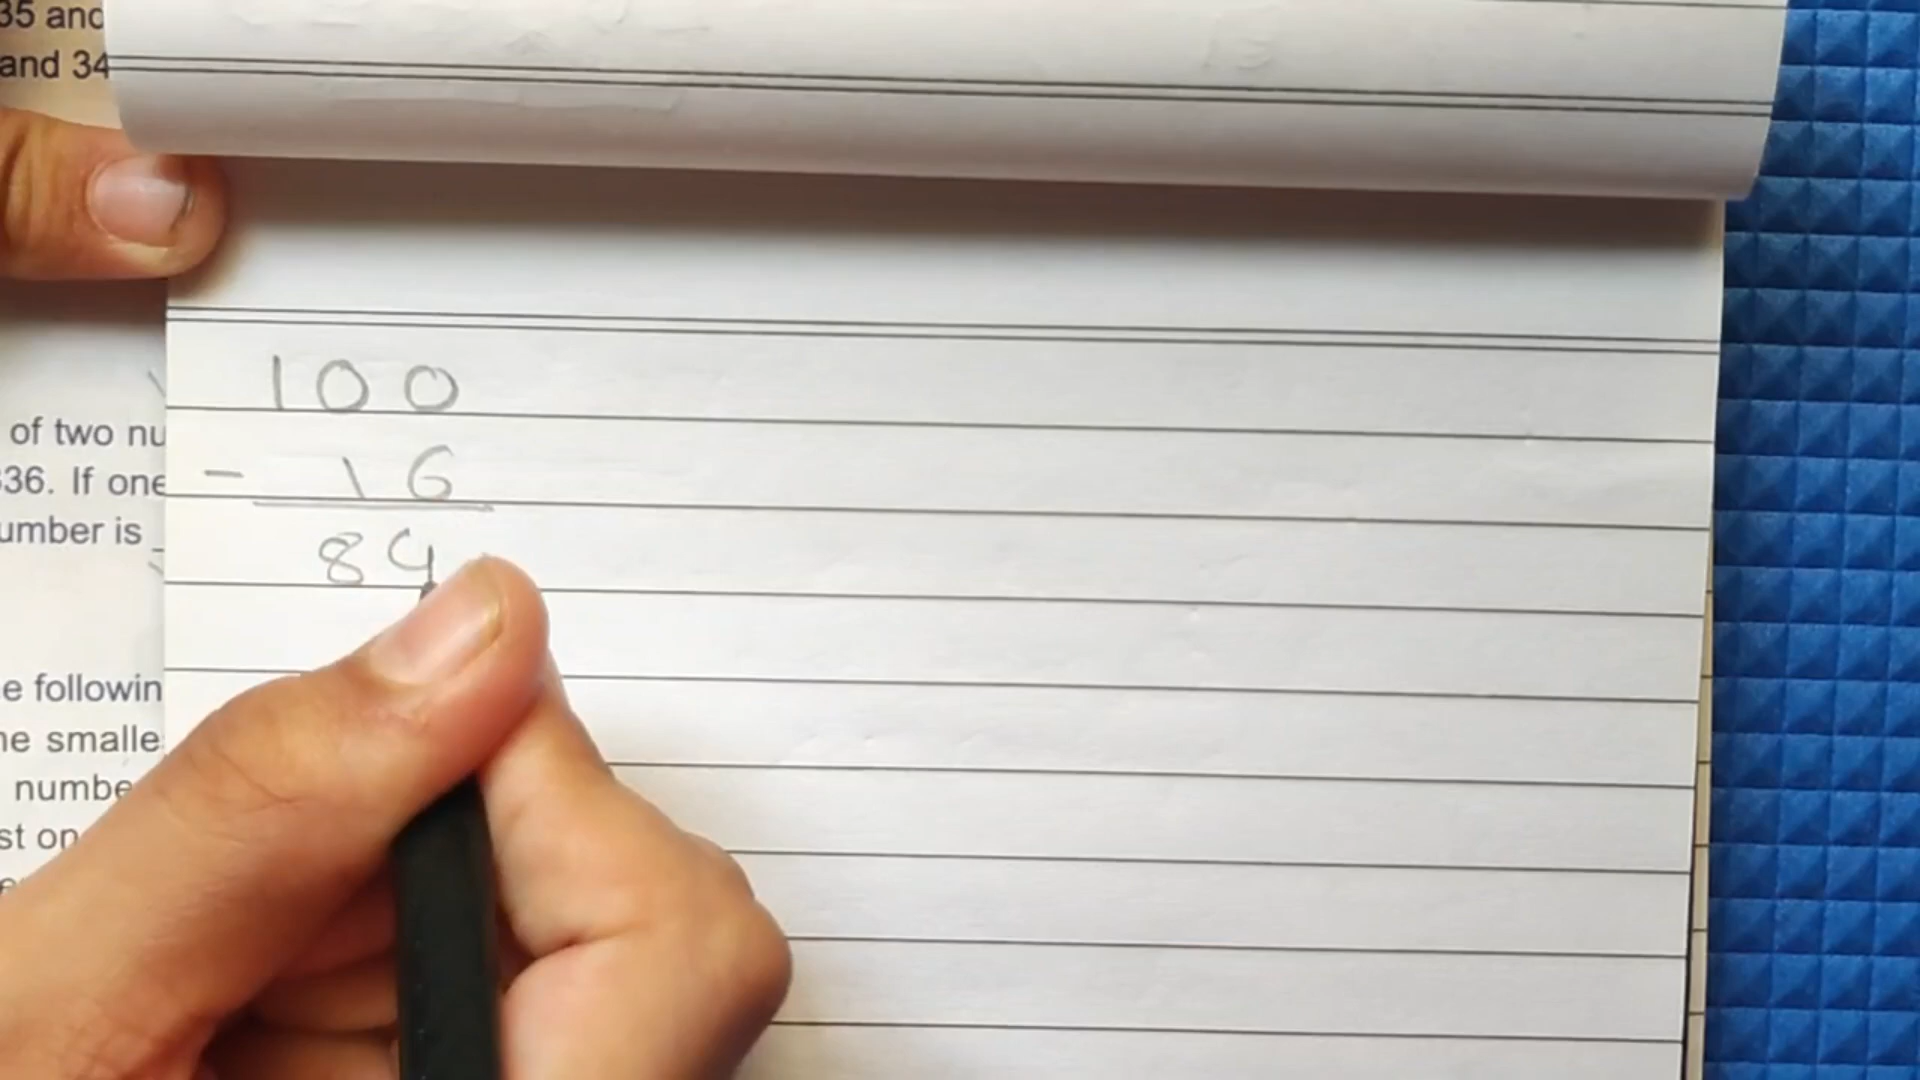 35 and
and 34
100
- 16
84
of two nu
36. If one
umber is _
e followin
he smalle
numbe
st on